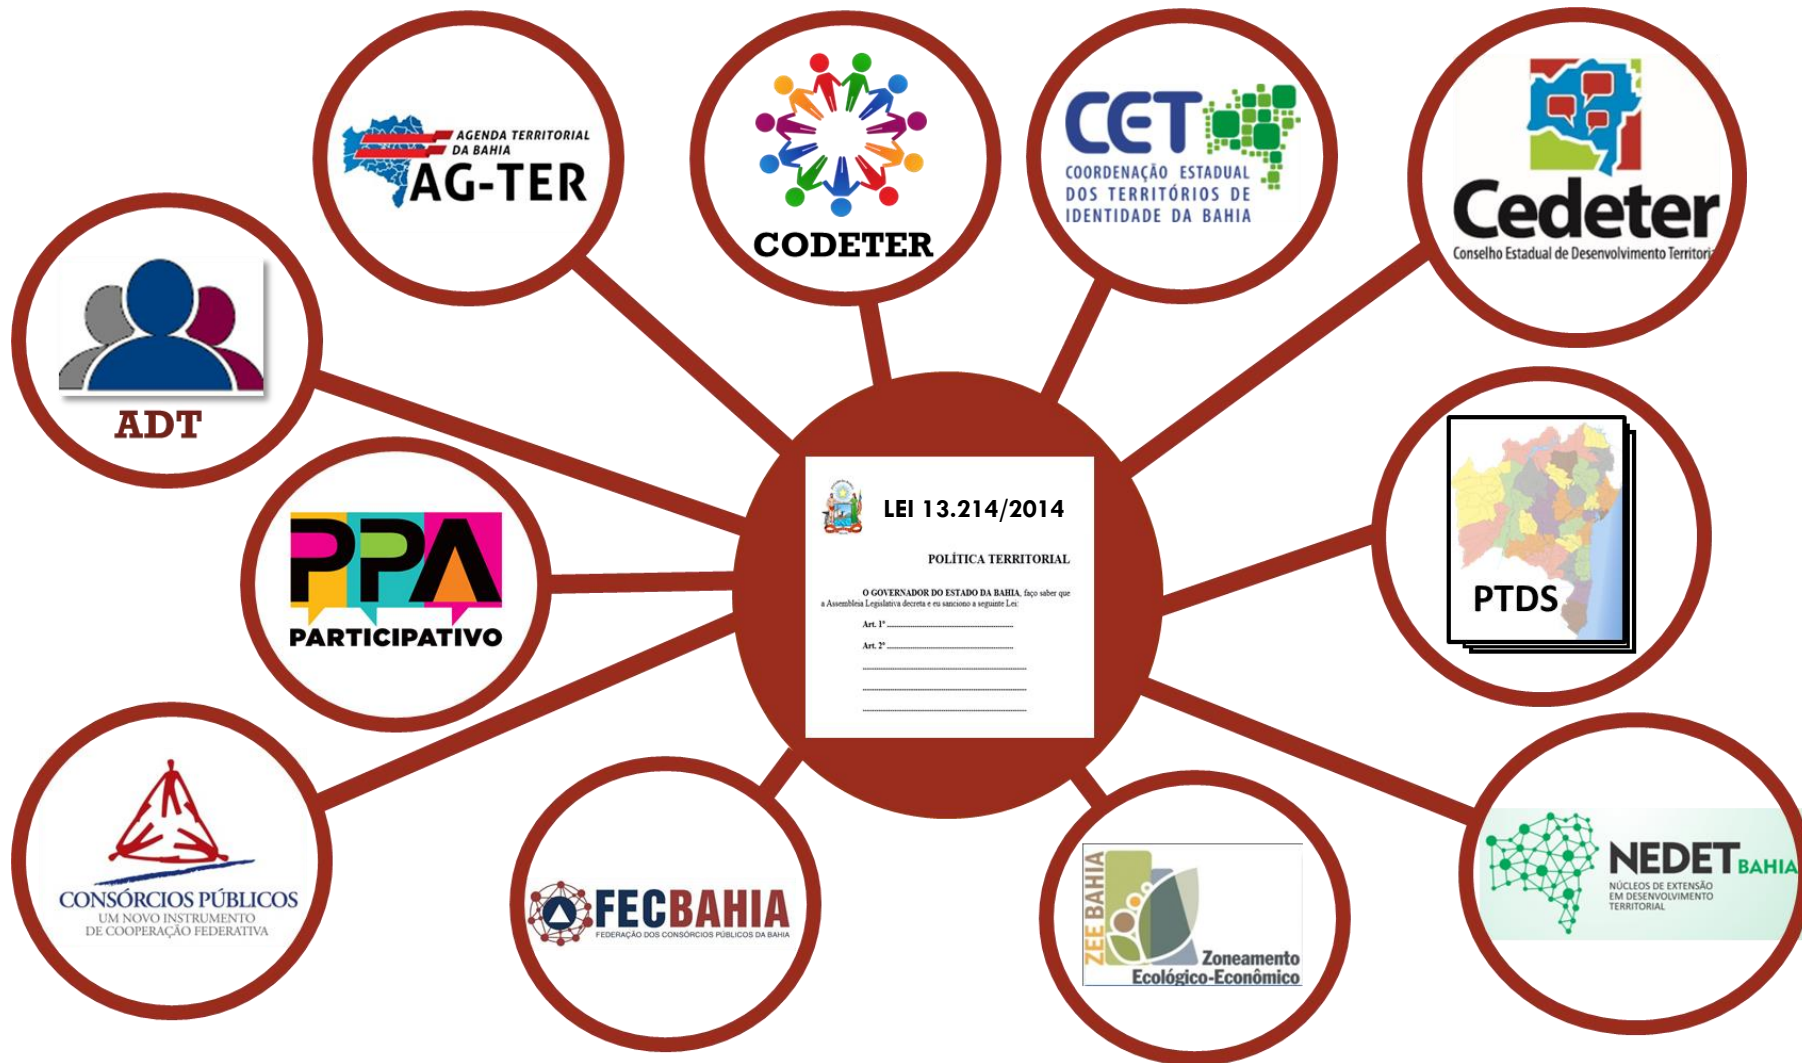 AGENDA TERRITORIAL
DA BAHIA
AG-TER
CODETER
CET
COORDENAÇÃO ESTADUAL
DOS TERRITÓRIOS DE
IDENTIDADE DA BAHIA
Cedeter
Conselho Estadual de Desenvolvimento Territori
ADT
PPA
PARTICIPATIVO
LEI 13.214/2014
POLÍTICA TERRITORIAL
O GOVERNADOR DO ESTADO DA BAHIA, faço saber que
a Assembleia Legislativa decreta e eu sanciono a seguinte Lei:
Art. 1º
Art. 2º
PTDS
CONSÓRCIOS PÚBLICOS
UM NOVO INSTRUMENTO
DE COOPERAÇÃO FEDERATIVA
FECBAHIA
FEDERAÇÃO DOS CONSÓRCIOS PÚBLICOS DA BAHIA
ZEE BAHIA
Zoneamento
Ecológico-Econômico
NEDET BAHIA
NÚCLEOS DE EXTENSÃO
EM DESENVOLVIMENTO
TERRITORIAL